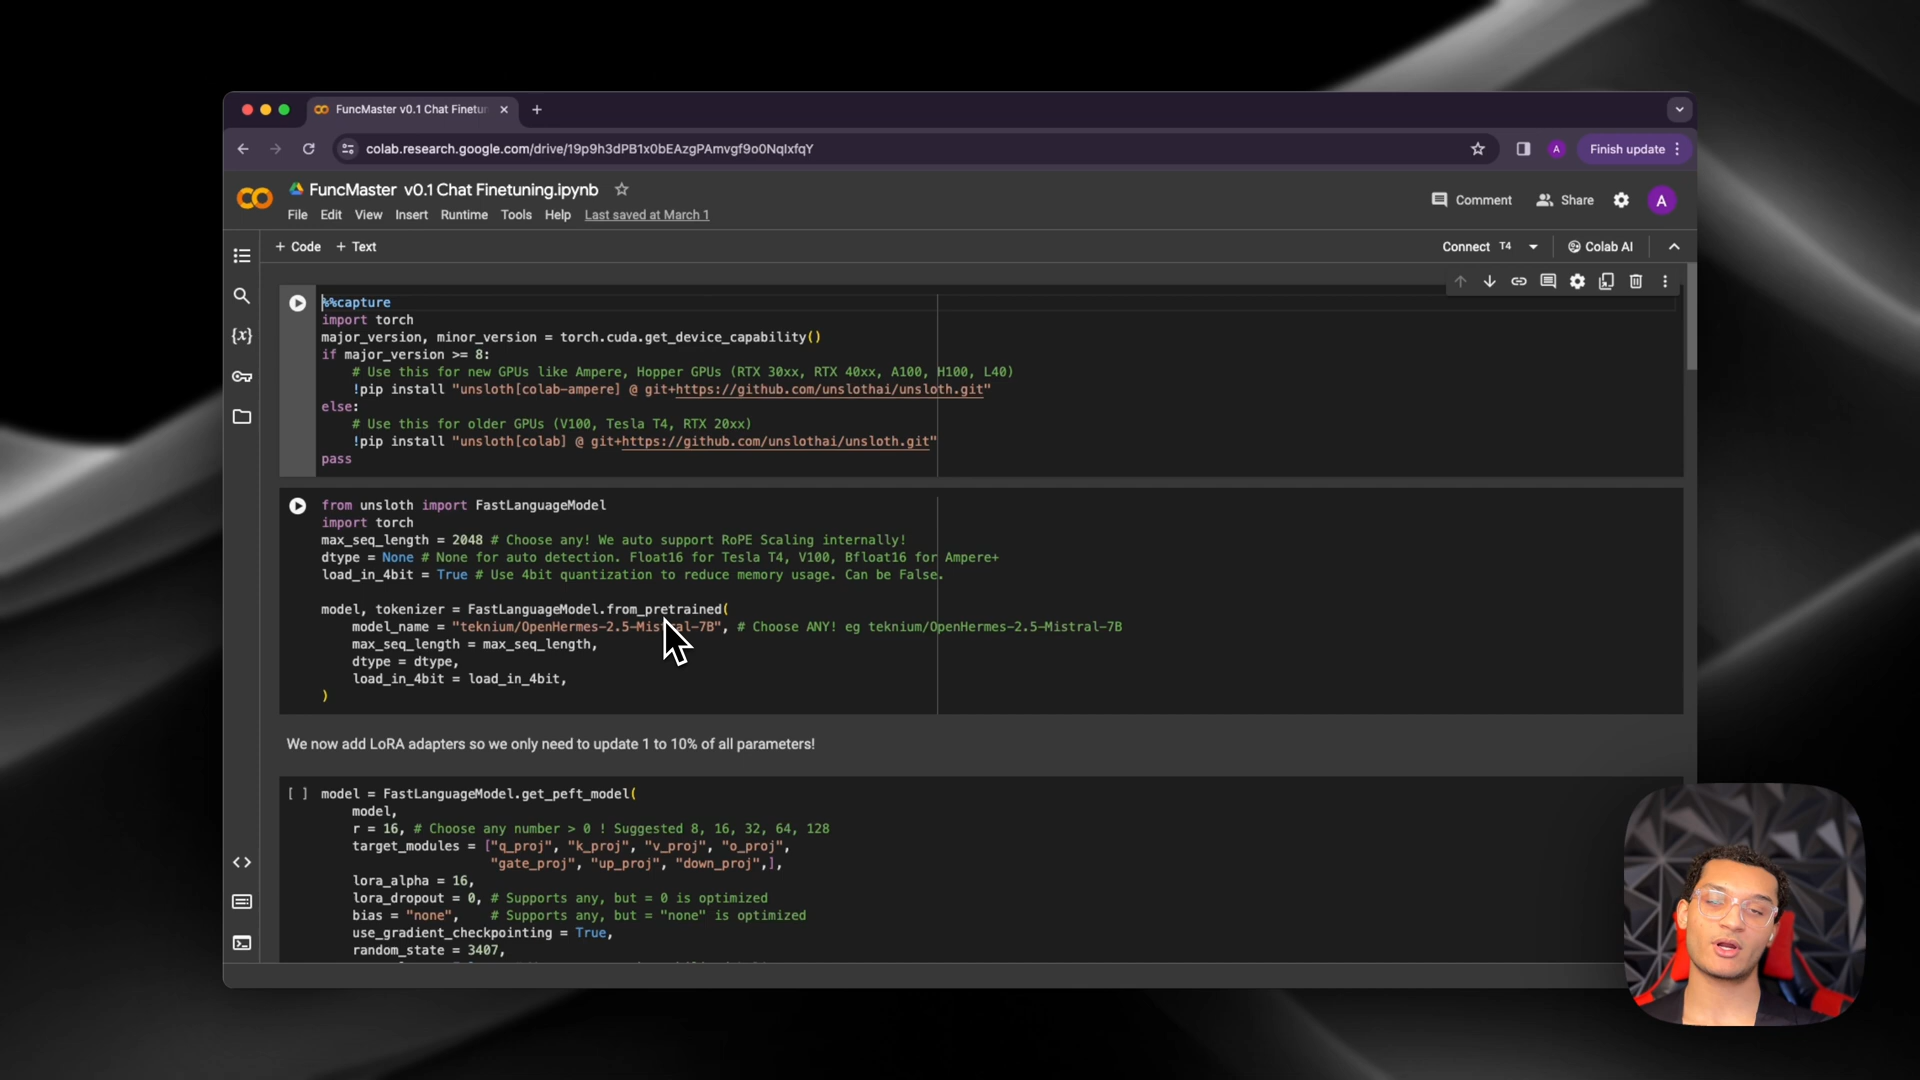 FuncMaster v0.1 Chat Finetu
colab.research.google.com/drive/19p9h3dPB1x0bEAzgPAmvgf9o0NqIxfqY
A
Finish update
FuncMaster v0.1 Chat Finetuning.ipynb
Comment
Share
A
File Edit View Insert Runtime Tools Help Last saved at March 1
+ Code + Text
Connect T4
Colab AI
%%capture
import torch
major_version, minor_version = torch.cuda.get_device_capability()
if major_version >= 8:
# Use this for new GPUs like Ampere, Hopper GPUs (RTX 30xx, RTX 40xx, A100, H100, L40)
!pip install "unsloth[colab-ampere] @ git+https://github.com/unslothai/unsloth.git"
else:
# Use this for older GPUs (V100, Tesla T4, RTX 20xx)
!pip install "unsloth[colab] @ git+https://github.com/unslothai/unsloth.git"
pass
from unsloth import FastLanguageModel
import torch
max_seq_length = 2048 # Choose any! We auto support RoPE Scaling internally!
dtype = None # None for auto detection. Float16 for Tesla T4, V100, Bfloat16 for Ampere+
load_in_4bit = True # Use 4bit quantization to reduce memory usage. Can be False.
model, tokenizer = FastLanguageModel.from_pretrained(
model_name = "teknium/OpenHermes-2.5-Mistral-7B", # Choose ANY! eg teknium/OpenHermes-2.5-Mistral-7B
max_seq_length = max_seq_length,
dtype = dtype,
load_in_4bit = load_in_4bit,
)
We now add LoRA adapters so we only need to update 1 to 10% of all parameters!
[ ] model = FastLanguageModel.get_peft_model(
model,
r = 16, # Choose any number > 0 ! Suggested 8, 16, 32, 64, 128
target_modules = ["q_proj", "k_proj", "v_proj", "o_proj",
"gate_proj", "up_proj", "down_proj",],
lora_alpha = 16,
lora_dropout = 0, # Supports any, but = 0 is optimized
bias = "none", # Supports any, but = "none" is optimized
use_gradient_checkpointing = True,
random_state = 3407,